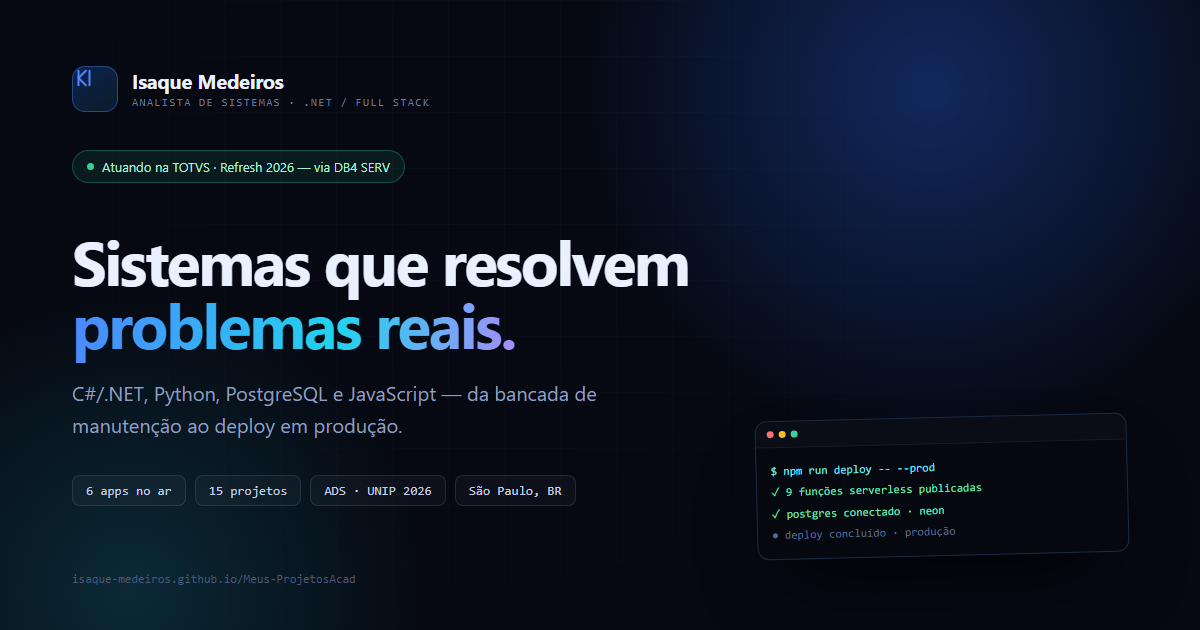 KI
Isaque Medeiros
ANALISTA DE SISTEMAS · .NET / FULL STACK
Atuando na TOTVS · Refresh 2026 — via DB4 SERV
Sistemas que resolvem
problemas reais.
C#/.NET, Python, PostgreSQL e JavaScript — da bancada de
manutenção ao deploy em produção.
6 apps no ar
15 projetos
ADS · UNIP 2026
São Paulo, BR
$ npm run deploy -- --prod
✓ 9 funções serverless publicadas
✓ postgres conectado · neon
● deploy concluído · produção
isaque-medeiros.github.io/Meus-ProjetosAcad